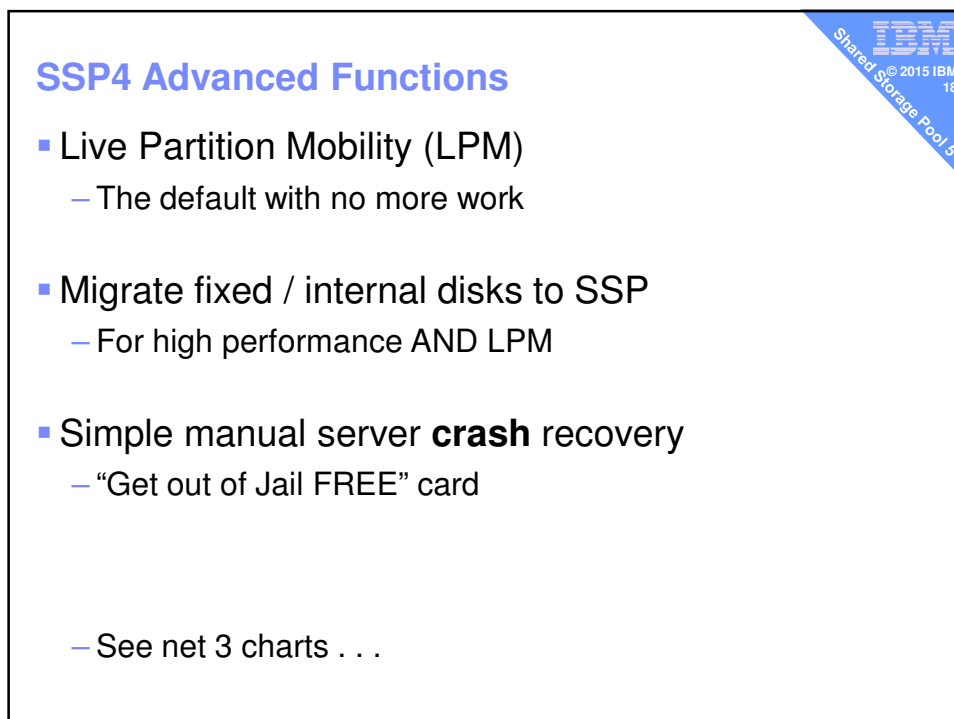 SSP4 Advanced Functions
IBM
© 2015 IBM
18
Shared Storage Pool 5
▪ Live Partition Mobility (LPM)
– The default with no more work
▪ Migrate fixed / internal disks to SSP
– For high performance AND LPM
▪ Simple manual server crash recovery
– “Get out of Jail FREE” card
– See net 3 charts . . .